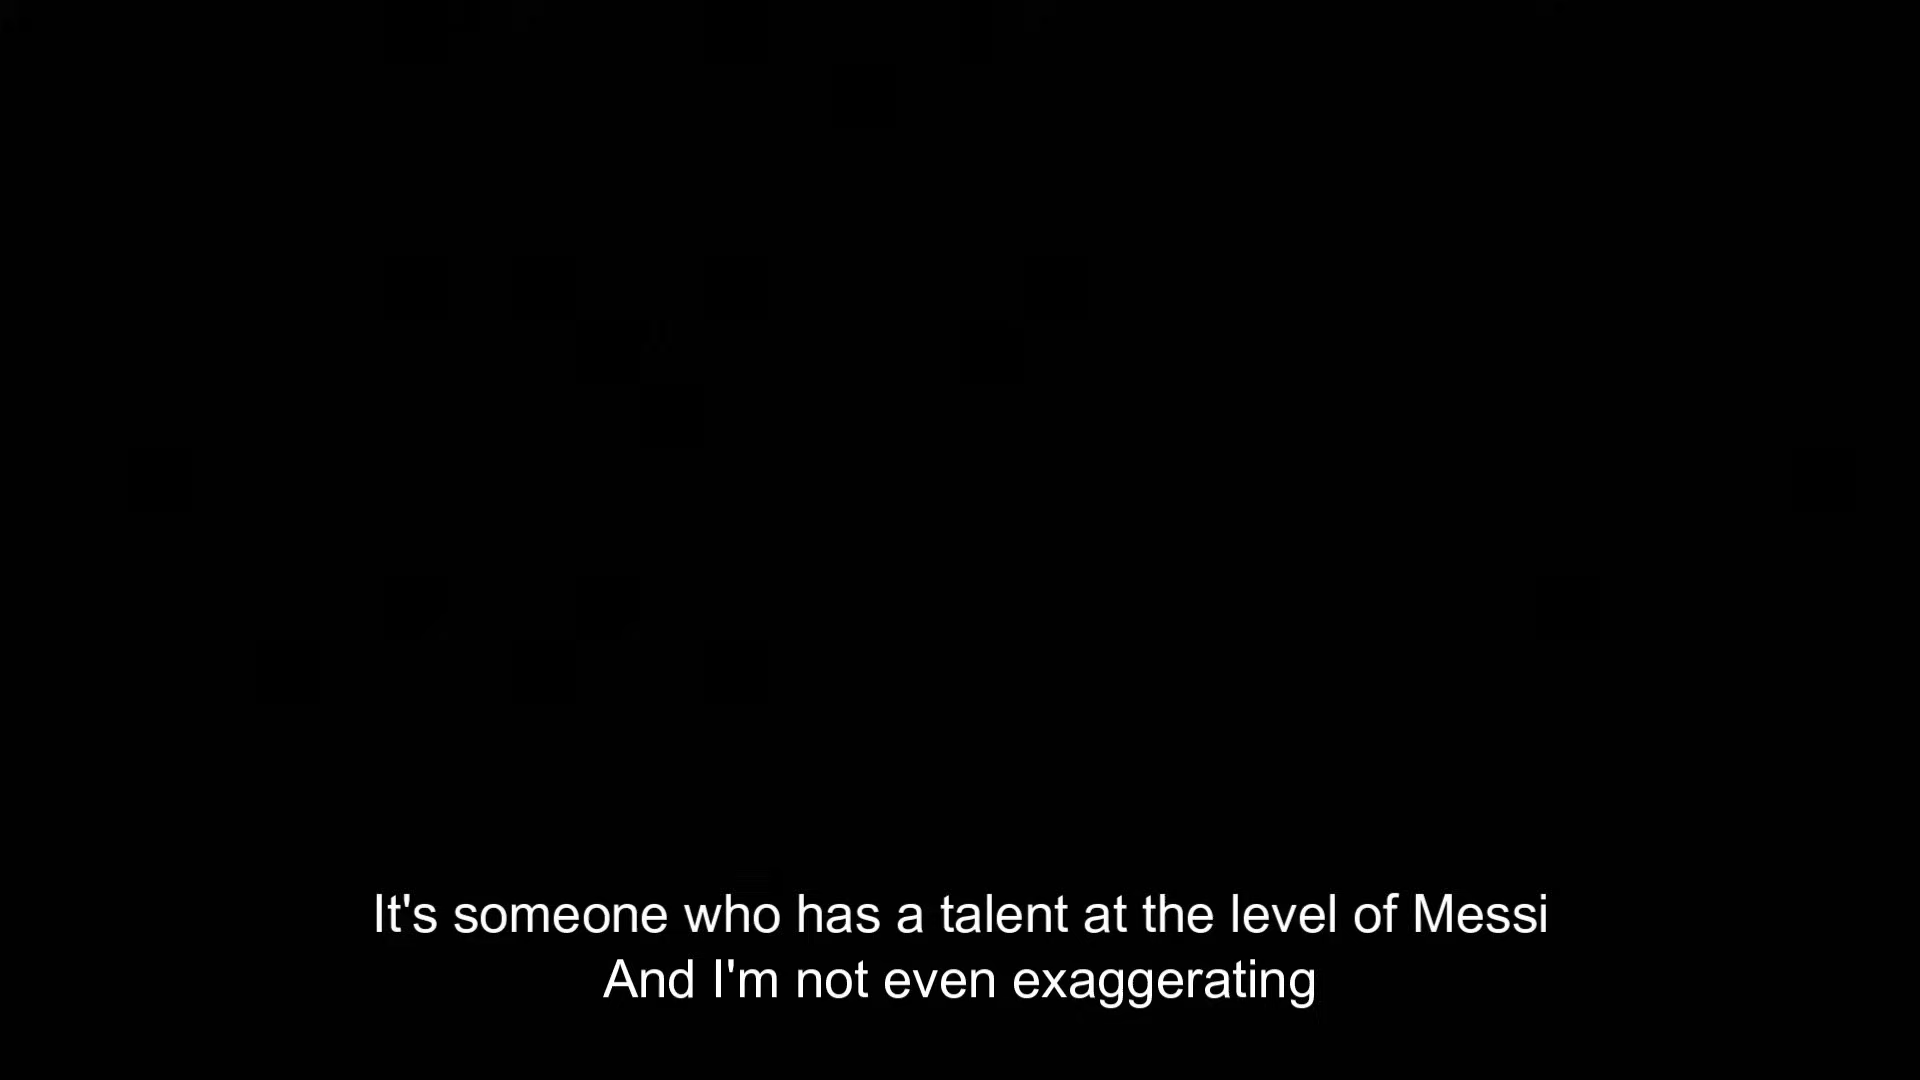 It's someone who has a talent at the level of Messi
And I'm not even exaggerating